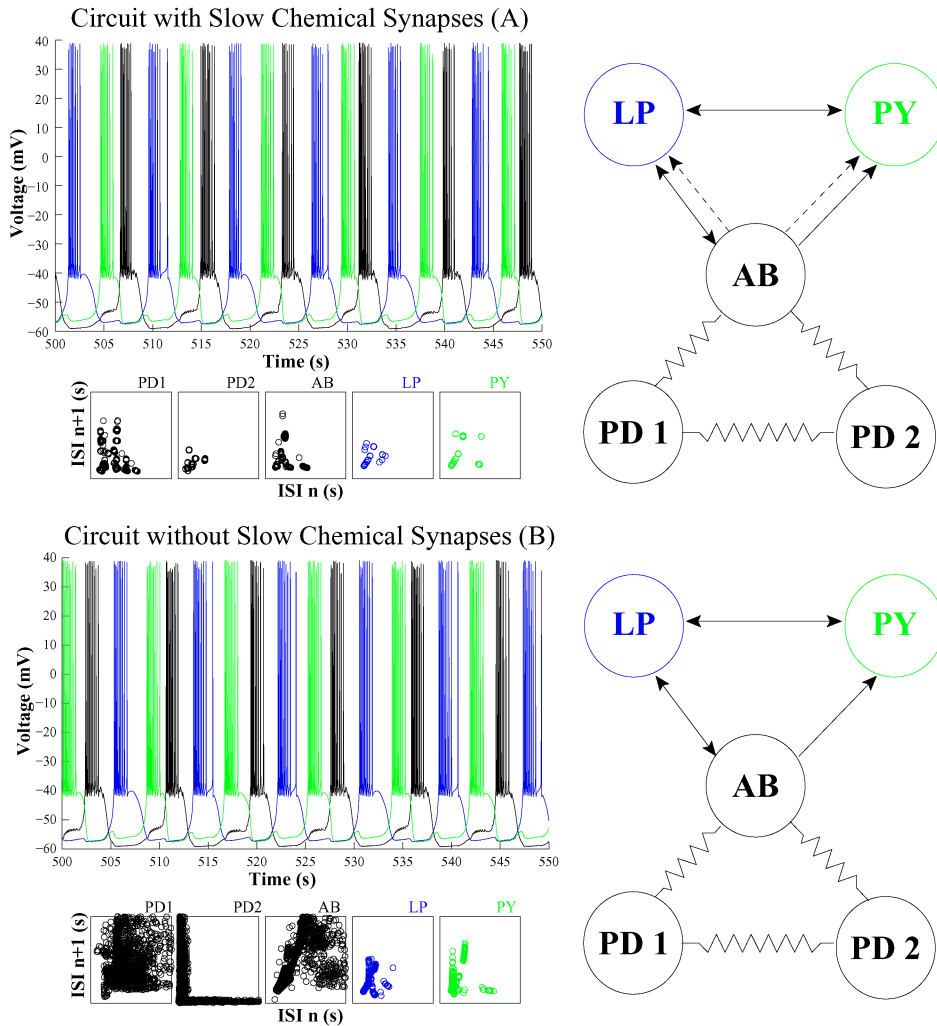 Circuit with Slow Chemical Synapses (A)
Voltage (mV)
40
30
20
10
0
−10
−20
−30
−40
−50
−60
500 505 510 515 520 525 530 535 540 545 550
Time (s)
LP PY
AB
PD 1 PD 2
PD1 PD2 AB LP PY
ISI n+1 (s)
ISI n (s)
Circuit without Slow Chemical Synapses (B)
Voltage (mV)
40
30
20
10
0
−10
−20
−30
−40
−50
−60
500 505 510 515 520 525 530 535 540 545 550
Time (s)
LP PY
AB
PD 1 PD 2
PD1 PD2 AB LP PY
ISI n+1 (s)
ISI n (s)